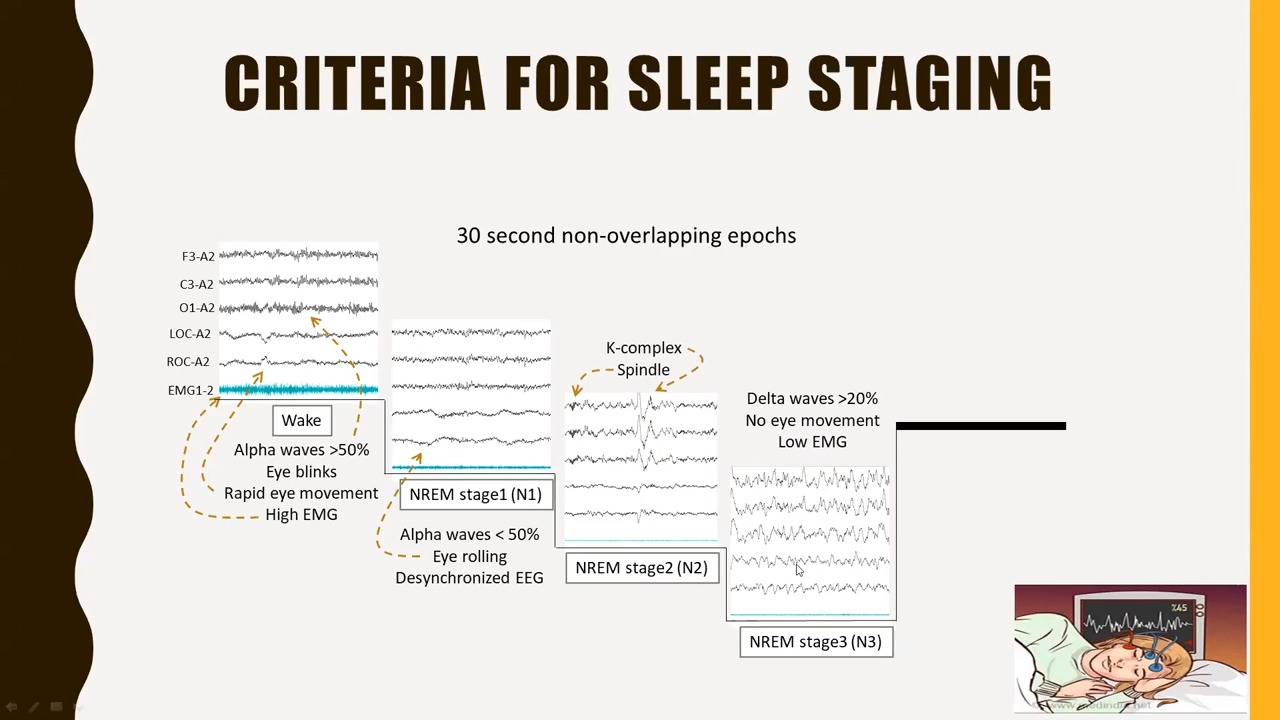 CRITERIA FOR SLEEP STAGING
30 second non-overlapping epochs
F3-A2
C3-A2
O1-A2
LOC-A2
ROC-A2
EMG1-2
Wake
Alpha waves >50%
Eye blinks
Rapid eye movement
High EMG
NREM stage1 (N1)
Alpha waves < 50%
Eye rolling
Desynchronized EEG
K-complex
Spindle
NREM stage2 (N2)
Delta waves >20%
No eye movement
Low EMG
NREM stage3 (N3)
%45